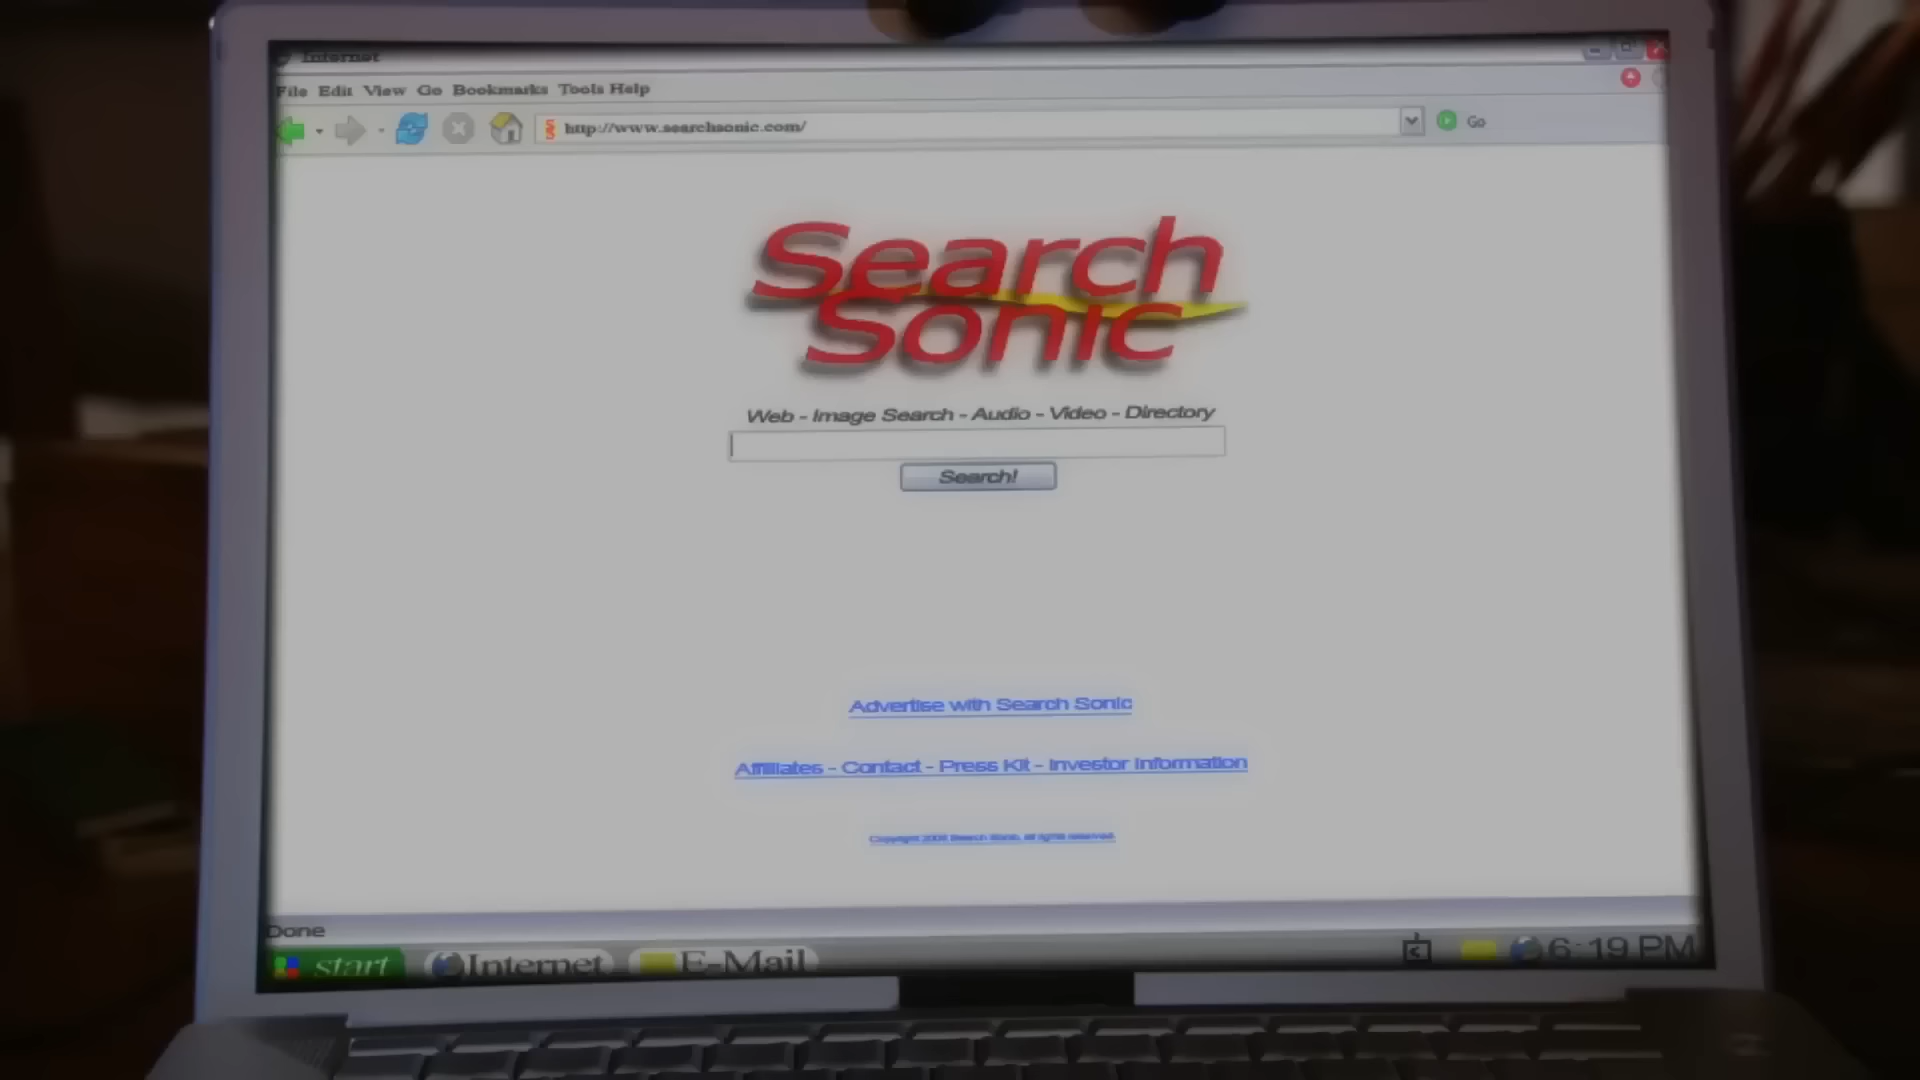 Internet
File Edit View Go Bookmarks Tools Help
http://www.searchsonic.com/
Go
Search
Sonic
Web - Image Search - Audio - Video - Directory
Search!
Advertise with Search Sonic
Affiliates - Contact - Press Kit - Investor Information
Search Sonic, all rights reserved.
Done
start Internet E-Mail 6:19 PM